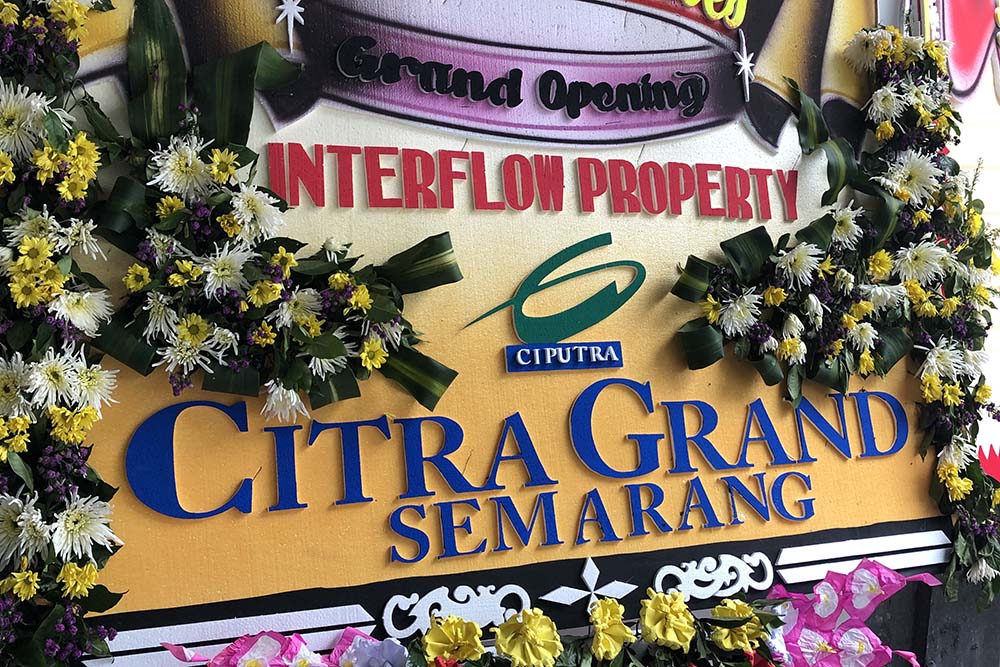 Grand Opening
INTERFLOW PROPERTY
CIPUTRA
CITRA GRAND
SEMARANG